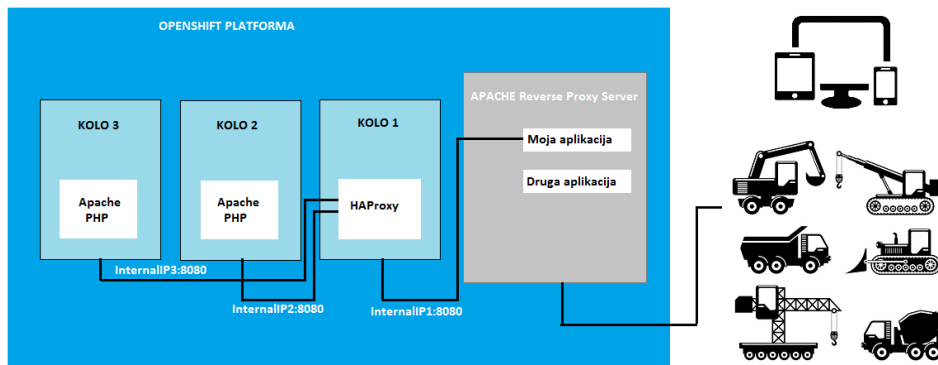 OPENSHIFT PLATFORMA
APACHE Reverse Proxy Server
KOLO 3
KOLO 2
KOLO 1
Moja aplikacija
Druga aplikacija
Apache
PHP
Apache
PHP
HAProxy
InternalIP3:8080
InternalIP2:8080
InternalIP1:8080